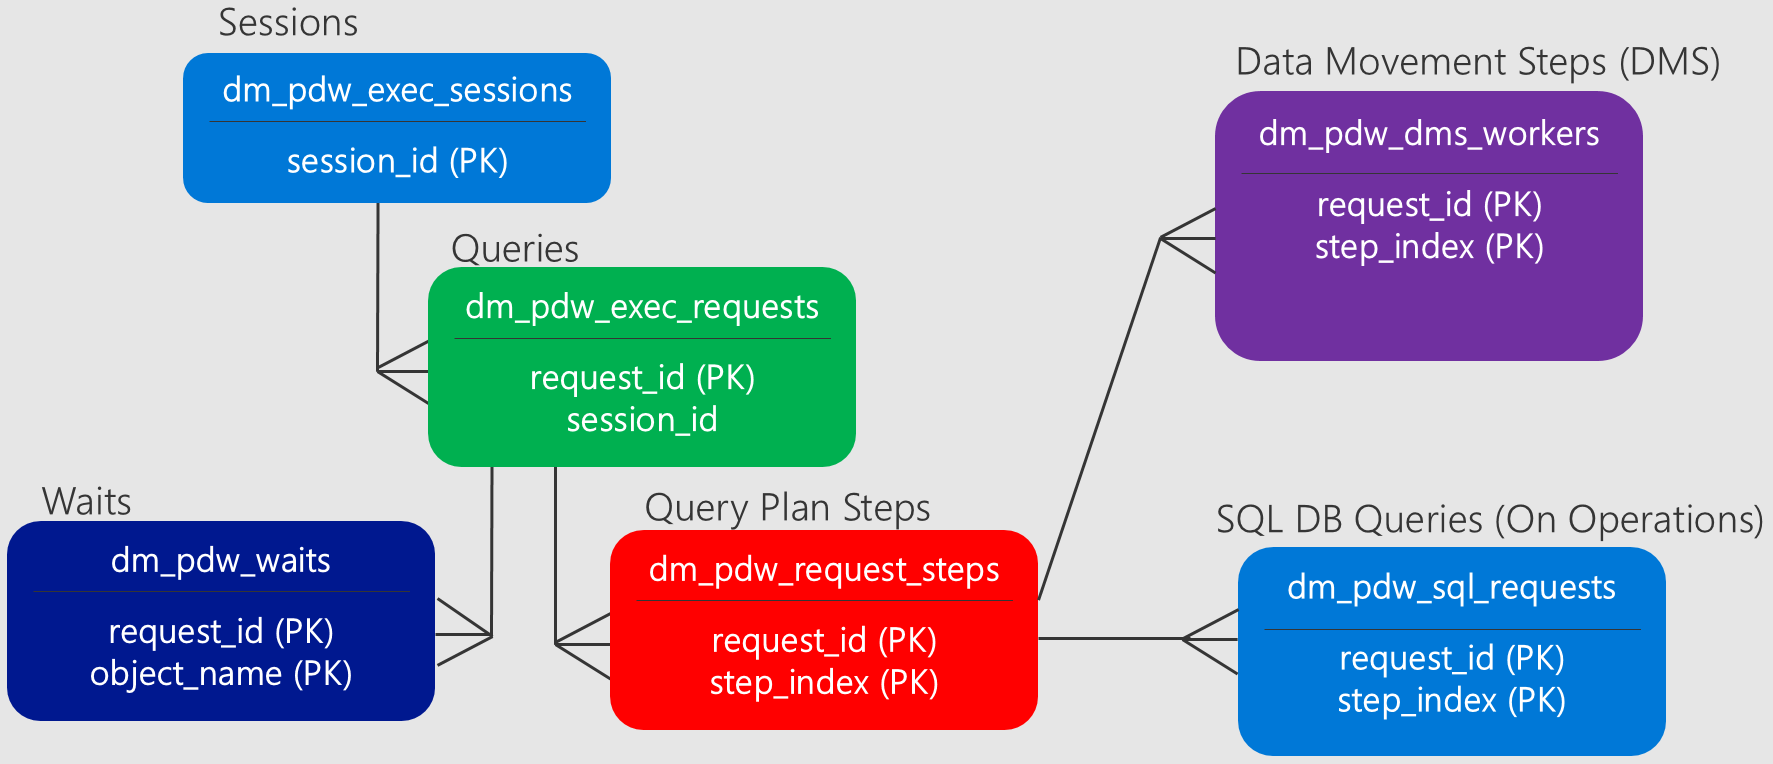 Sessions
dm_pdw_exec_sessions
session_id (PK)
Queries
dm_pdw_exec_requests
request_id (PK)
session_id
Waits
dm_pdw_waits
request_id (PK)
object_name (PK)
Query Plan Steps
dm_pdw_request_steps
request_id (PK)
step_index (PK)
Data Movement Steps (DMS)
dm_pdw_dms_workers
request_id (PK)
step_index (PK)
SQL DB Queries (On Operations)
dm_pdw_sql_requests
request_id (PK)
step_index (PK)